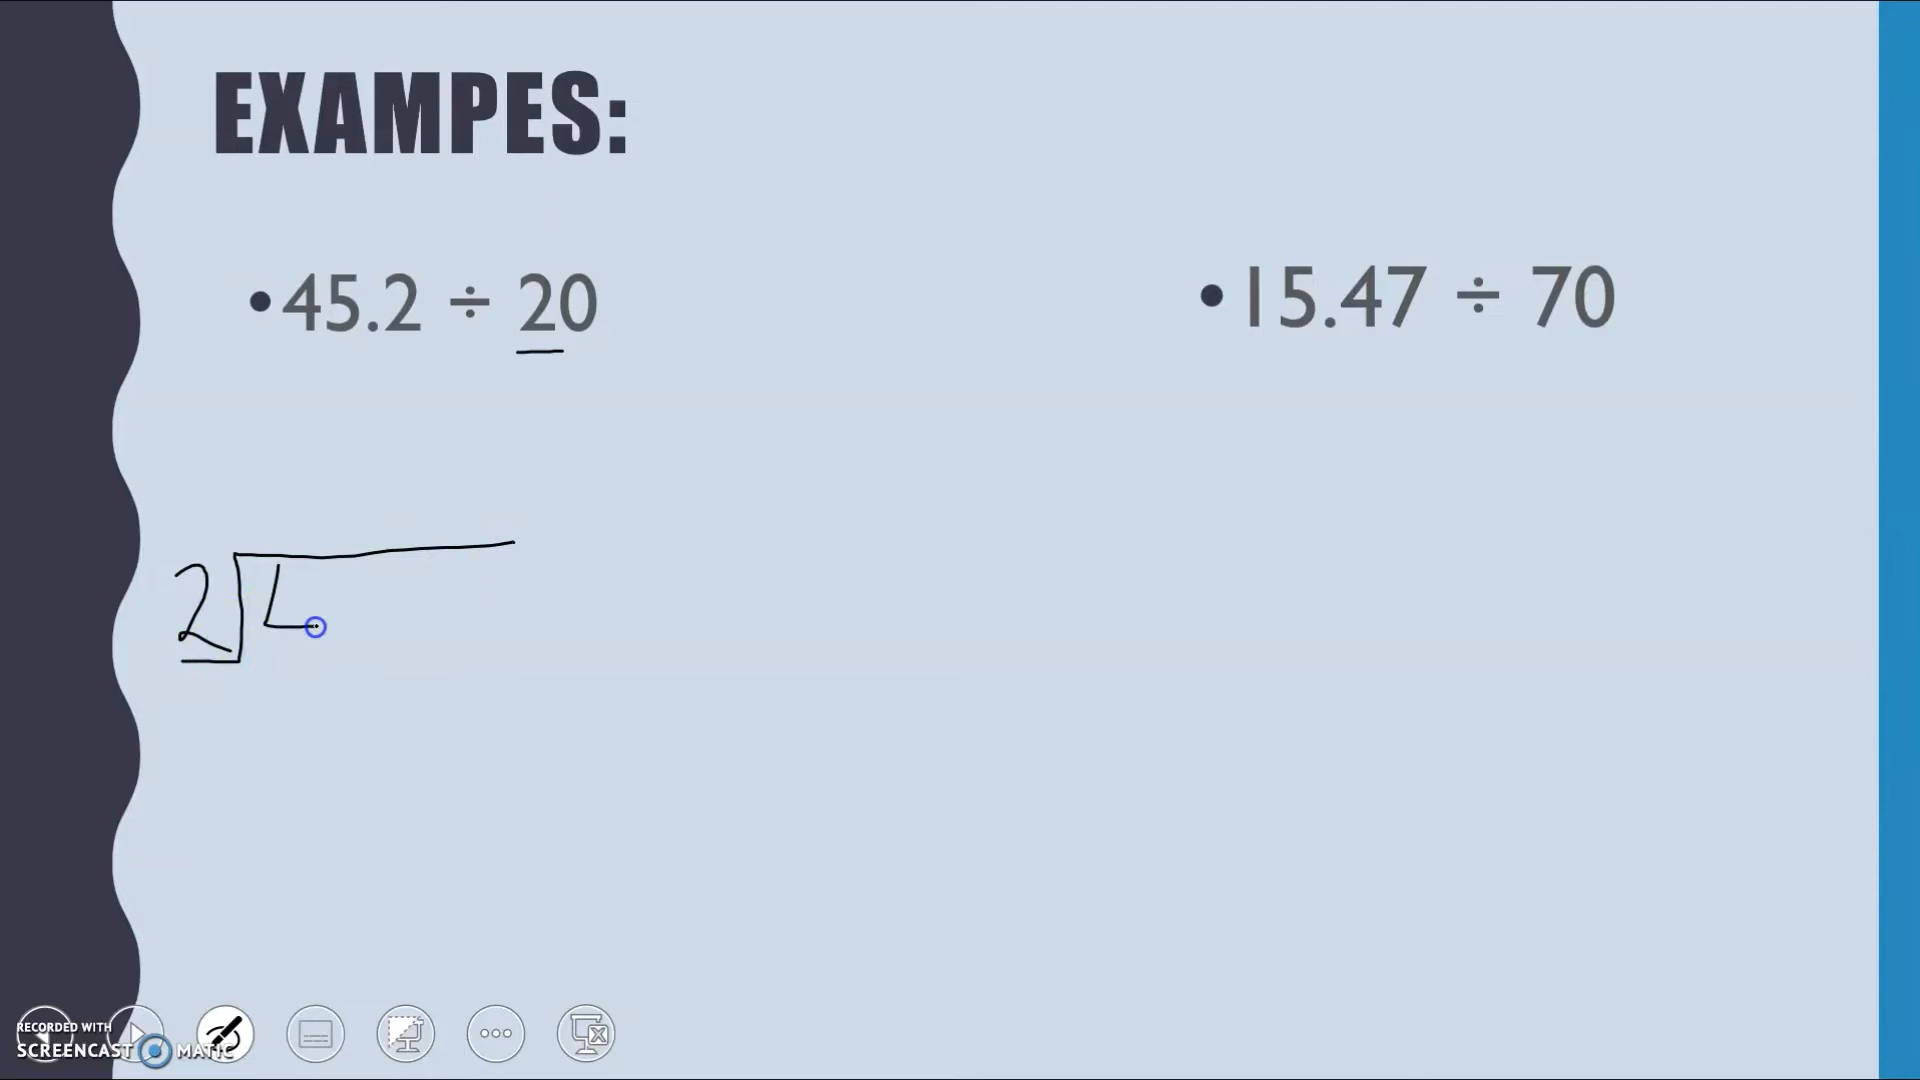 EXAMPES:
•45.2 ÷ 20
•15.47 ÷ 70
2
RECORDED WITH
SCREENCAST MATIC